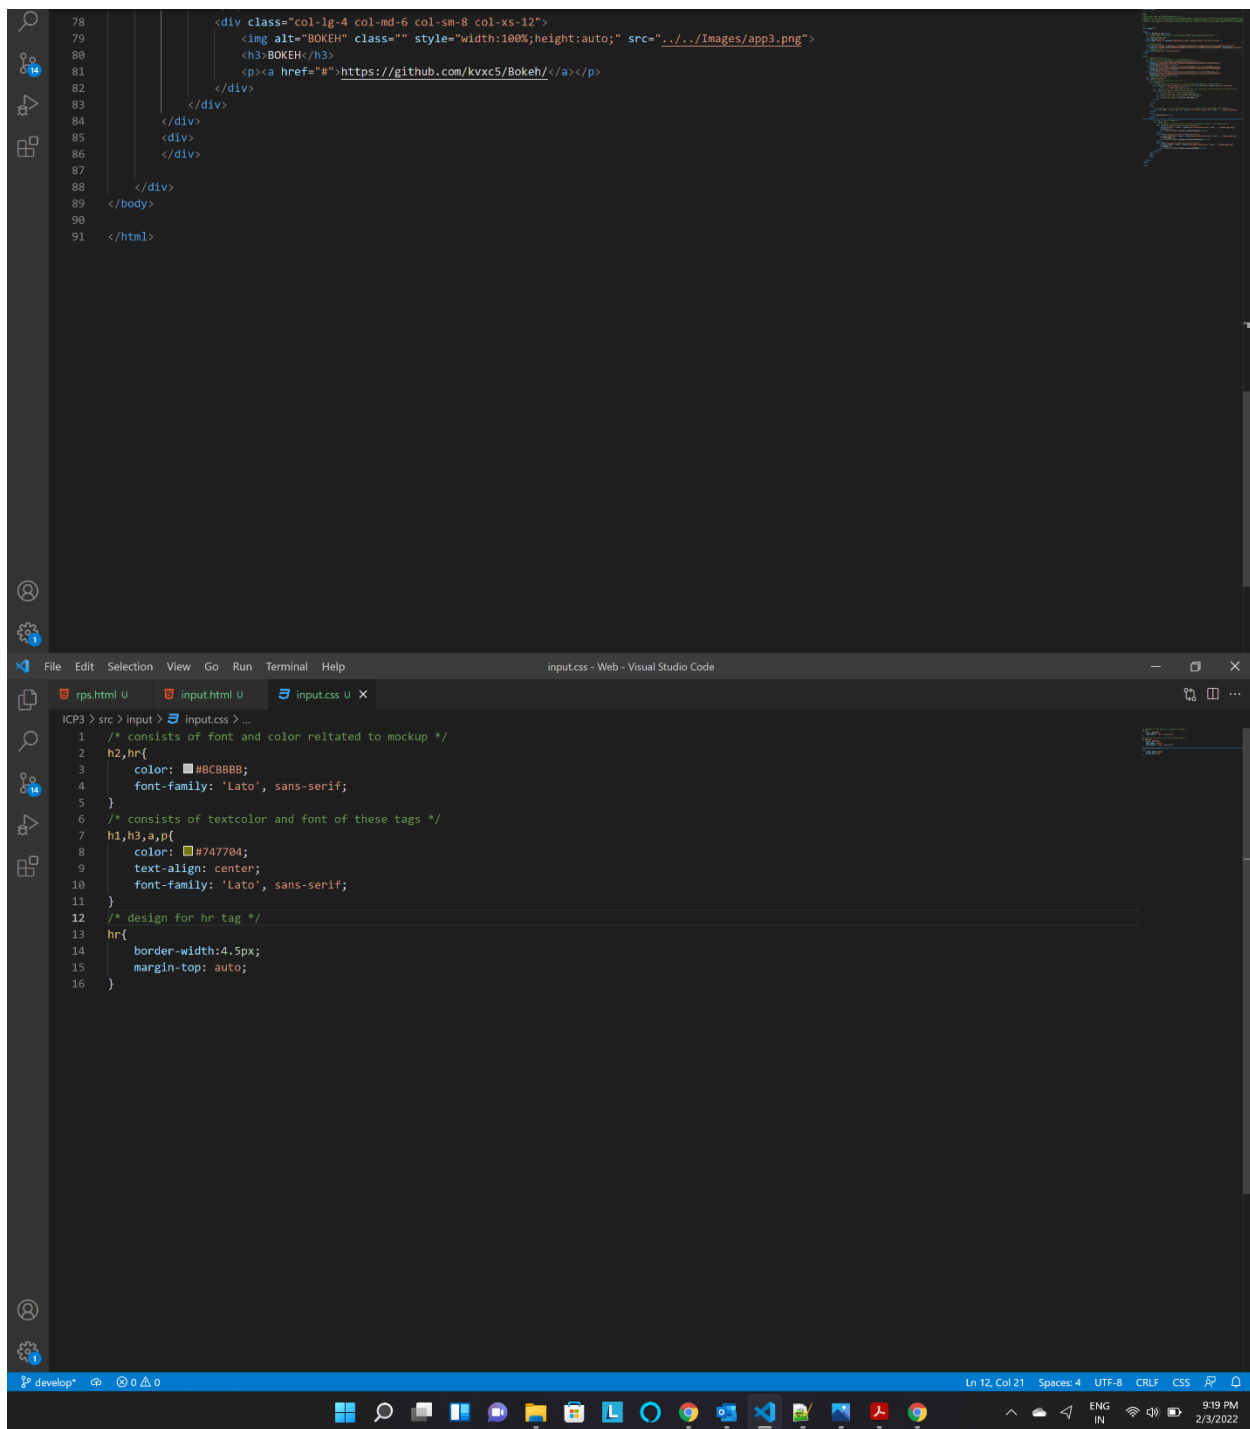 78 <div class="col-lg-4 col-md-6 col-sm-8 col-xs-12">
79 <img alt="BOKEH" class="" style="width:100%;height:auto;" src="../../Images/app3.png">
80 <h3>BOKEH</h3>
81 <p><a href="#">https://github.com/kvxc5/Bokeh/</a></p>
82 </div>
83 </div>
84 </div>
85 <div>
86 </div>
87
88 </div>
89 </body>
90
91 </html>
14
1
File Edit Selection View Go Run Terminal Help input.css - Web - Visual Studio Code
rps.html U input.html U input.css U
ICP3 > src > input > input.css > ...
1 /* consists of font and color reltated to mockup */
2 h2,hr{
3 color: #BCBBBB;
4 font-family: 'Lato', sans-serif;
5 }
6 /* consists of textcolor and font of these tags */
7 h1,h3,a,p{
8 color: #747704;
9 text-align: center;
10 font-family: 'Lato', sans-serif;
11 }
12 /* design for hr tag */
13 hr{
14 border-width:4.5px;
15 margin-top: auto;
16 }
14
1
develop* 0 0 Ln 12, Col 21 Spaces: 4 UTF-8 CRLF CSS
L ENG 9:19 PM
IN 2/3/2022